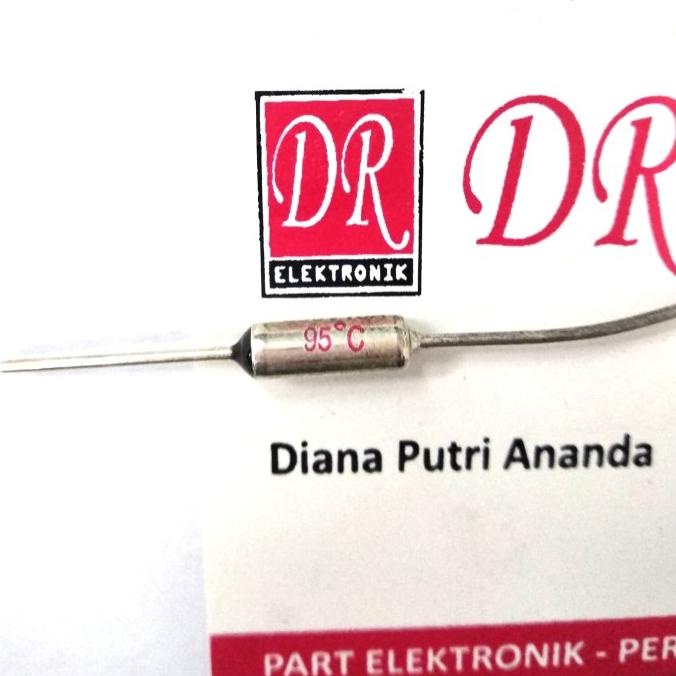 DR
ELEKTRONIK
DR
95°C
Diana Putri Ananda
PART ELEKTRONIK - PER